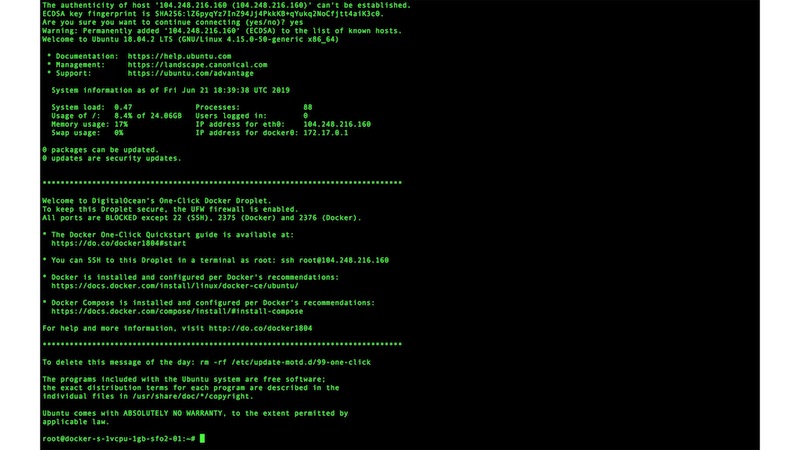 The authenticity of host '104.248.216.160 (104.248.216.160)' can't be established.
ECDSA key fingerprint is SHA256:lZ6pyqYz7InZ94Jj4PkkKB+qYukq2NoCfjtt4aiK3c0.
Are you sure you want to continue connecting (yes/no)? yes
Warning: Permanently added '104.248.216.160' (ECDSA) to the list of known hosts.
Welcome to Ubuntu 18.04.2 LTS (GNU/Linux 4.15.0-50-generic x86_64)
* Documentation: https://help.ubuntu.com
* Management: https://landscape.canonical.com
* Support: https://ubuntu.com/advantage
System information as of Fri Jun 21 18:39:38 UTC 2019
System load: 0.47 Processes: 88
Usage of /: 8.4% of 24.06GB Users logged in: 0
Memory usage: 17% IP address for eth0: 104.248.216.160
Swap usage: 0% IP address for docker0: 172.17.0.1
0 packages can be updated.
0 updates are security updates.
********************************************************************************
Welcome to DigitalOcean's One-Click Docker Droplet.
To keep this Droplet secure, the UFW firewall is enabled.
All ports are BLOCKED except 22 (SSH), 2375 (Docker) and 2376 (Docker).
* The Docker One-Click Quickstart guide is available at:
https://do.co/docker1804#start
* You can SSH to this Droplet in a terminal as root: ssh root@104.248.216.160
* Docker is installed and configured per Docker's recommendations:
https://docs.docker.com/install/linux/docker-ce/ubuntu/
* Docker Compose is installed and configured per Docker's recommendations:
https://docs.docker.com/compose/install/#install-compose
For help and more information, visit http://do.co/docker1804
********************************************************************************
To delete this message of the day: rm -rf /etc/update-motd.d/99-one-click
The programs included with the Ubuntu system are free software;
the exact distribution terms for each program are described in the
individual files in /usr/share/doc/*/copyright.
Ubuntu comes with ABSOLUTELY NO WARRANTY, to the extent permitted by
applicable law.
root@docker-s-1vcpu-1gb-sfo2-01:~#